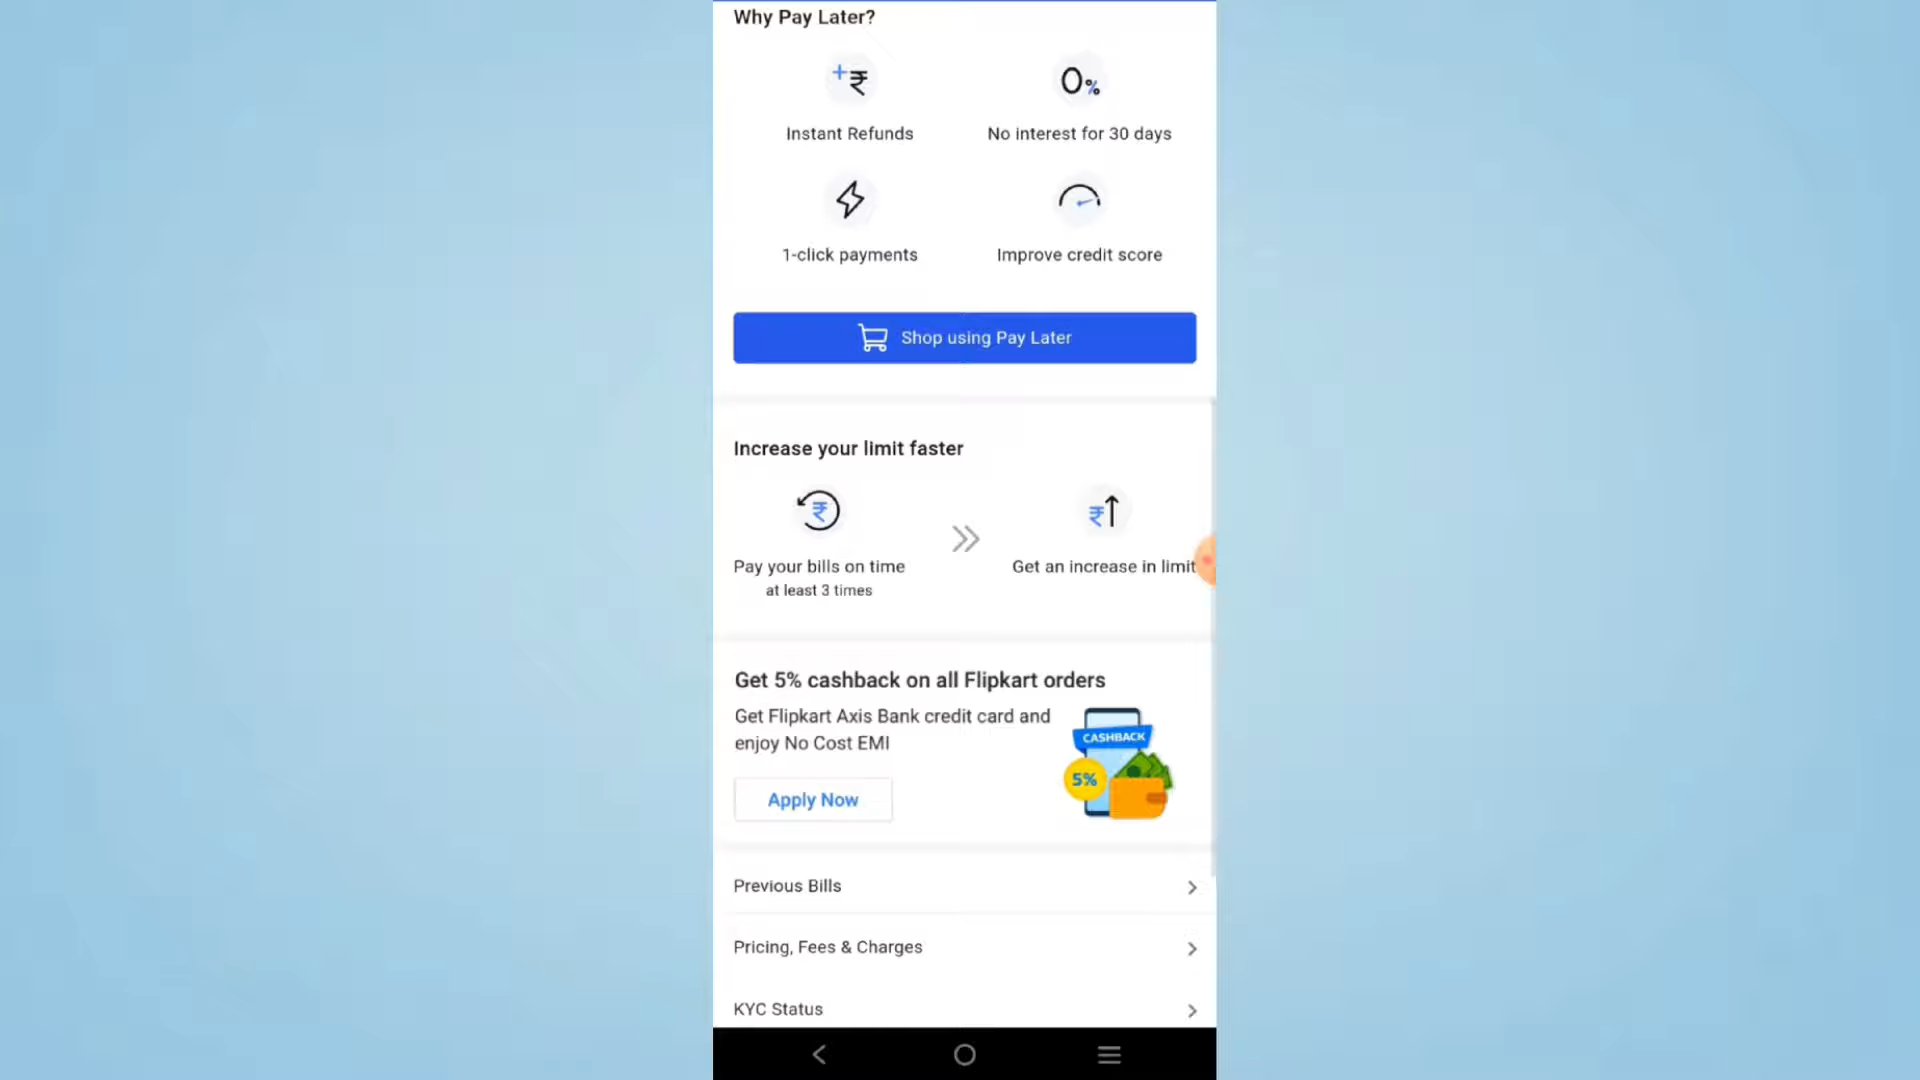 Why Pay Later?
+₹
0%
Instant Refunds
No interest for 30 days
1-click payments
Improve credit score
Shop using Pay Later
Increase your limit faster
₹
₹
Pay your bills on time
at least 3 times
Get an increase in limit
Get 5% cashback on all Flipkart orders
Get Flipkart Axis Bank credit card and
enjoy No Cost EMI
CASHBACK
5%
Apply Now
Previous Bills
Pricing, Fees & Charges
KYC Status